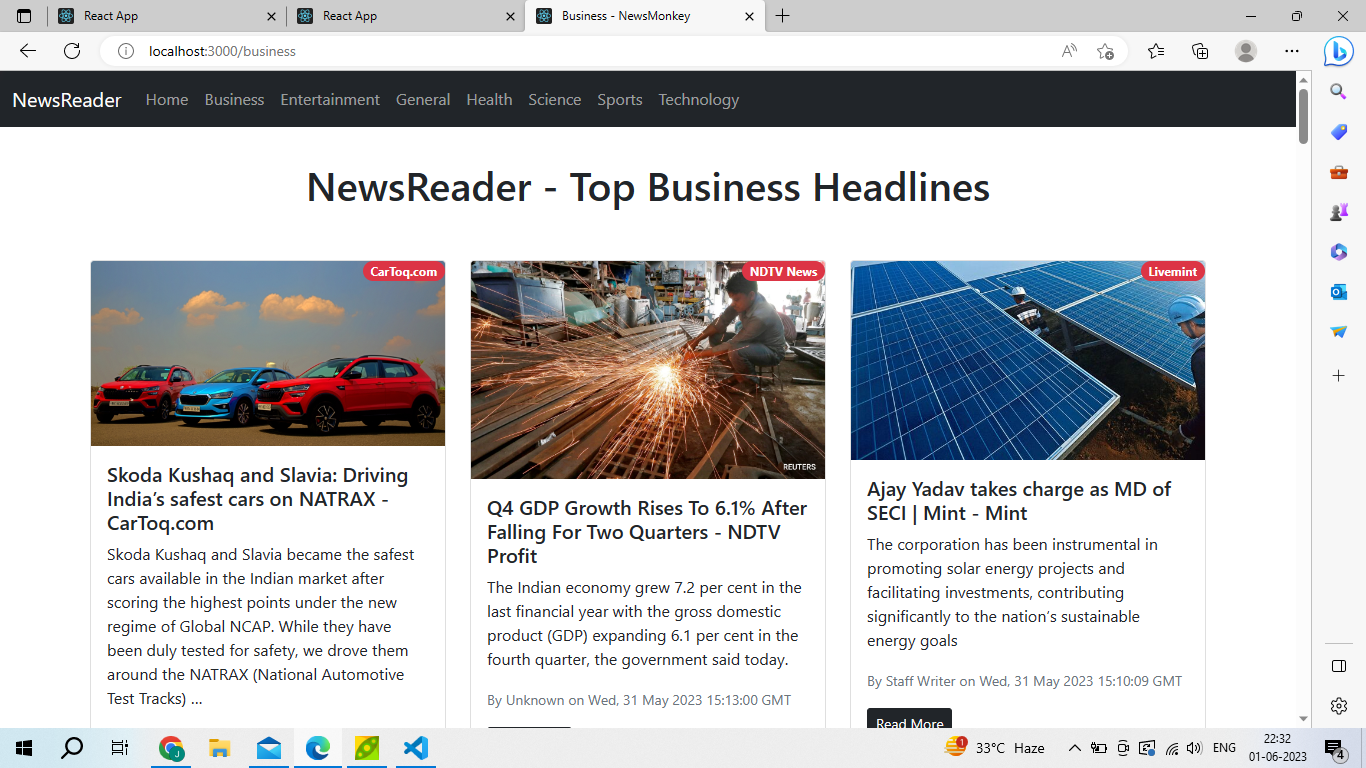 React App
React App
Business - NewsMonkey
localhost:3000/business
NewsReader
Home
Business
Entertainment
General
Health
Science
Sports
Technology
NewsReader - Top Business Headlines
CarToq.com
Skoda Kushaq and Slavia: Driving
India’s safest cars on NATRAX -
CarToq.com
Skoda Kushaq and Slavia became the safest
cars available in the Indian market after
scoring the highest points under the new
regime of Global NCAP. While they have
been duly tested for safety, we drove them
around the NATRAX (National Automotive
Test Tracks) …
NDTV News
REUTERS
Q4 GDP Growth Rises To 6.1% After
Falling For Two Quarters - NDTV
Profit
The Indian economy grew 7.2 per cent in the
last financial year with the gross domestic
product (GDP) expanding 6.1 per cent in the
fourth quarter, the government said today.
By Unknown on Wed, 31 May 2023 15:13:00 GMT
Livemint
Ajay Yadav takes charge as MD of
SECI | Mint - Mint
The corporation has been instrumental in
promoting solar energy projects and
facilitating investments, contributing
significantly to the nation’s sustainable
energy goals
By Staff Writer on Wed, 31 May 2023 15:10:09 GMT
Read More
J
1
33°C Haze
ENG
22:32
01-06-2023
4